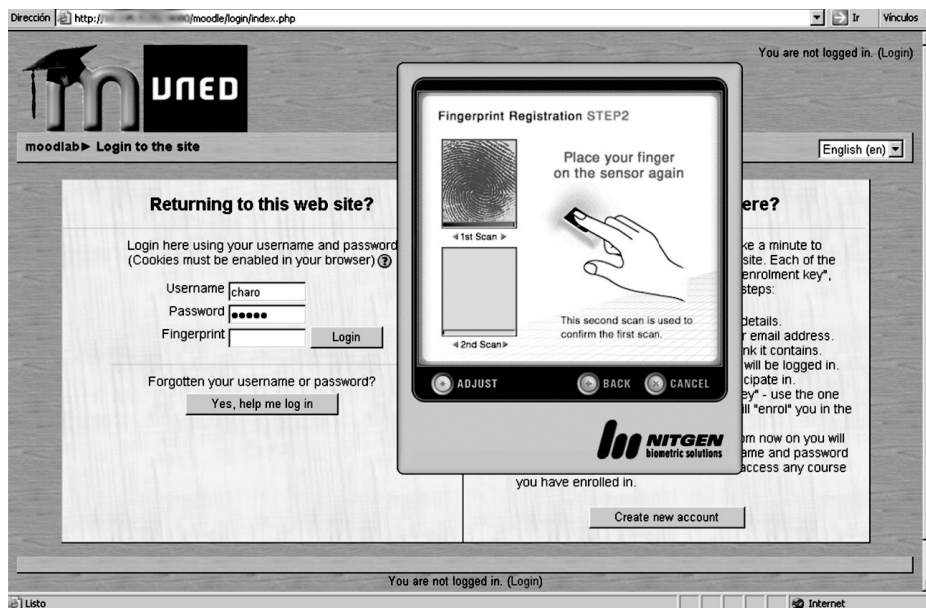 Dirección http:// /moodle/login/index.php Ir Vínculos
You are not logged in. (Login)
m UNED
moodlab► Login to the site
English (en)
Returning to this web site?
Login here using your username and password
(Cookies must be enabled in your browser) ?
Username charo
Password ●●●●●
Fingerprint Login
Forgotten your username or password?
Yes, help me log in
Fingerprint Registration STEP2
Place your finger
on the sensor again
◄ 1st Scan ►
◄ 2nd Scan ►
This second scan is used to
confirm the first scan.
ADJUST BACK CANCEL
NITGEN
biometric solutions
ere?
ke a minute to
site. Each of the
enrolment key",
steps:
details.
r email address.
nk it contains.
will be logged in.
cipate in.
ey" - use the one
ill "enrol" you in the
om now on you will
ame and password
access any course
you have enrolled in.
Create new account
You are not logged in. (Login)
Listo Internet